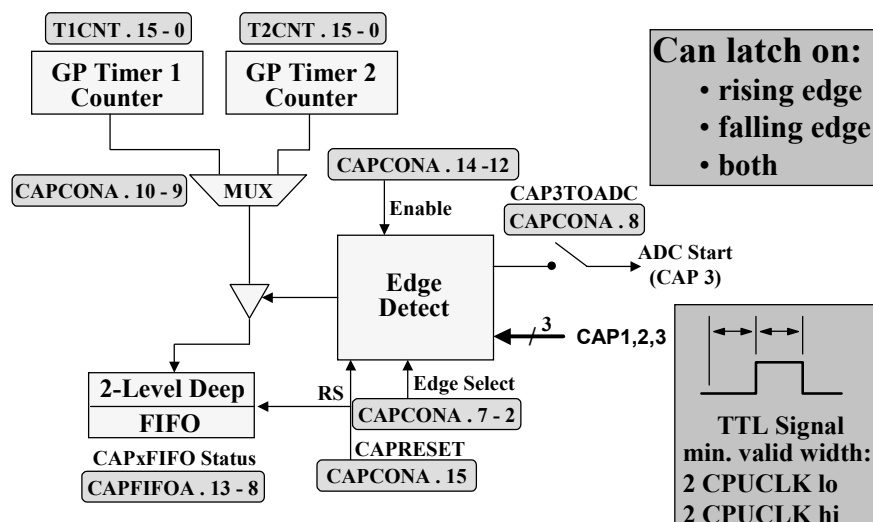 T1CNT . 15 - 0
T2CNT . 15 - 0
GP Timer 1
Counter
GP Timer 2
Counter
Can latch on:
• rising edge
• falling edge
• both
CAPCONA . 10 - 9
MUX
CAPCONA . 14 -12
Enable
CAP3TOADC
CAPCONA . 8
ADC Start
(CAP 3)
Edge
Detect
3
CAP1,2,3
2-Level Deep
FIFO
RS
Edge Select
CAPCONA . 7 - 2
CAPxFIFO Status
CAPFIFOA . 13 - 8
CAPRESET
CAPCONA . 15
TTL Signal
min. valid width:
2 CPUCLK lo
2 CPUCLK hi